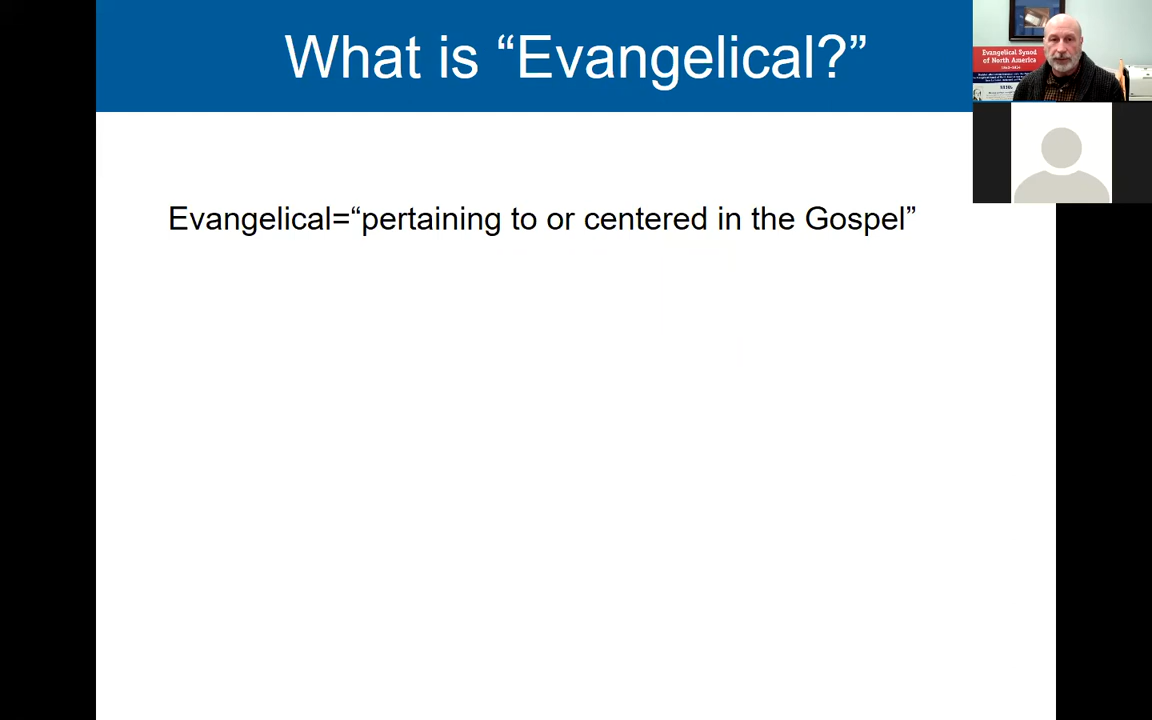 What is “Evangelical?”
Evangelical=“pertaining to or centered in the Gospel”
Evangelical Synod
of North America